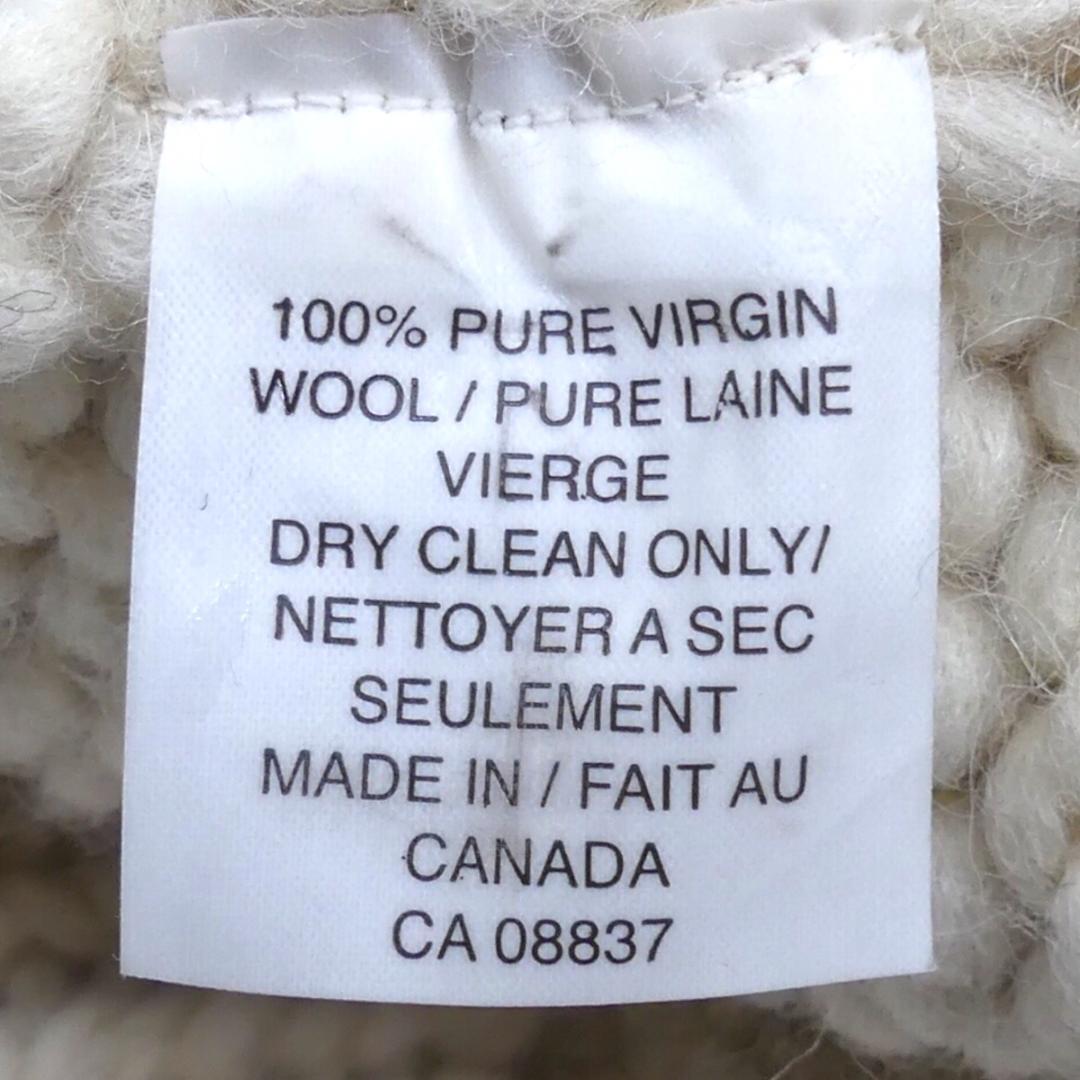 100% PURE VIRGIN
WOOL / PURE LAINE
VIERGE
DRY CLEAN ONLY/
NETTOYER A SEC
SEULEMENT
MADE IN / FAIT AU
CANADA
CA 08837